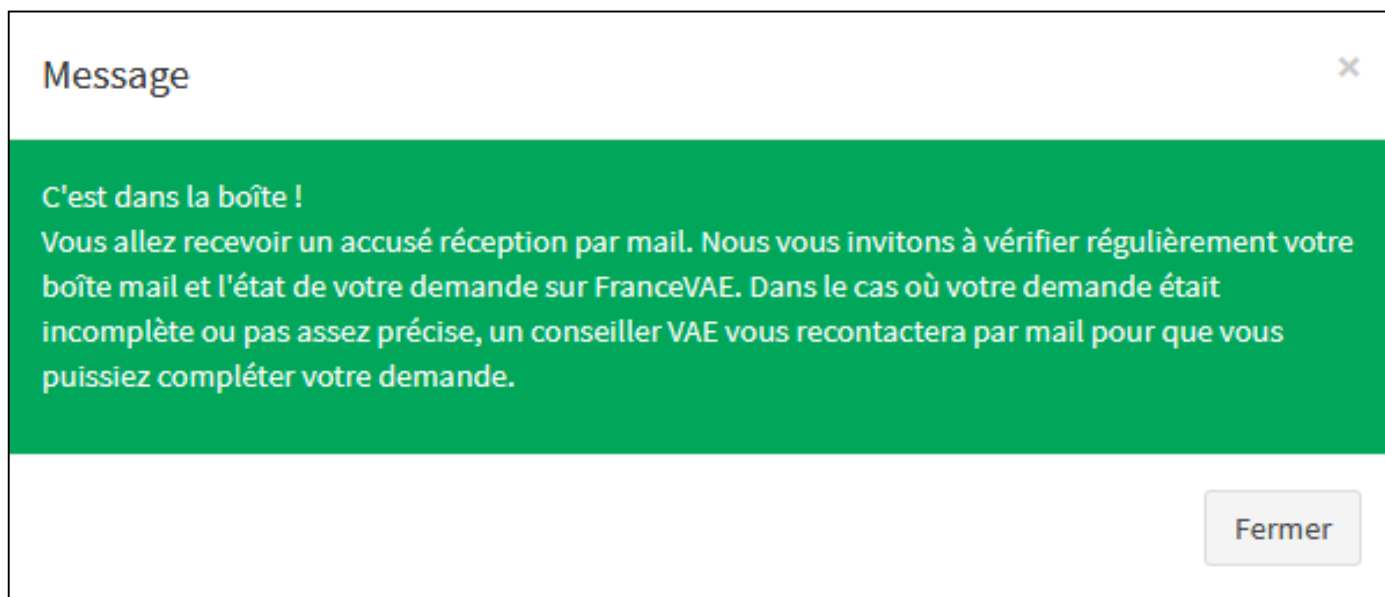 Message
×
C'est dans la boîte !
Vous allez recevoir un accusé réception par mail. Nous vous invitons à vérifier régulièrement votre
boîte mail et l'état de votre demande sur FranceVAE. Dans le cas où votre demande était
incomplète ou pas assez précise, un conseiller VAE vous recontactera par mail pour que vous
puissiez compléter votre demande.
Fermer